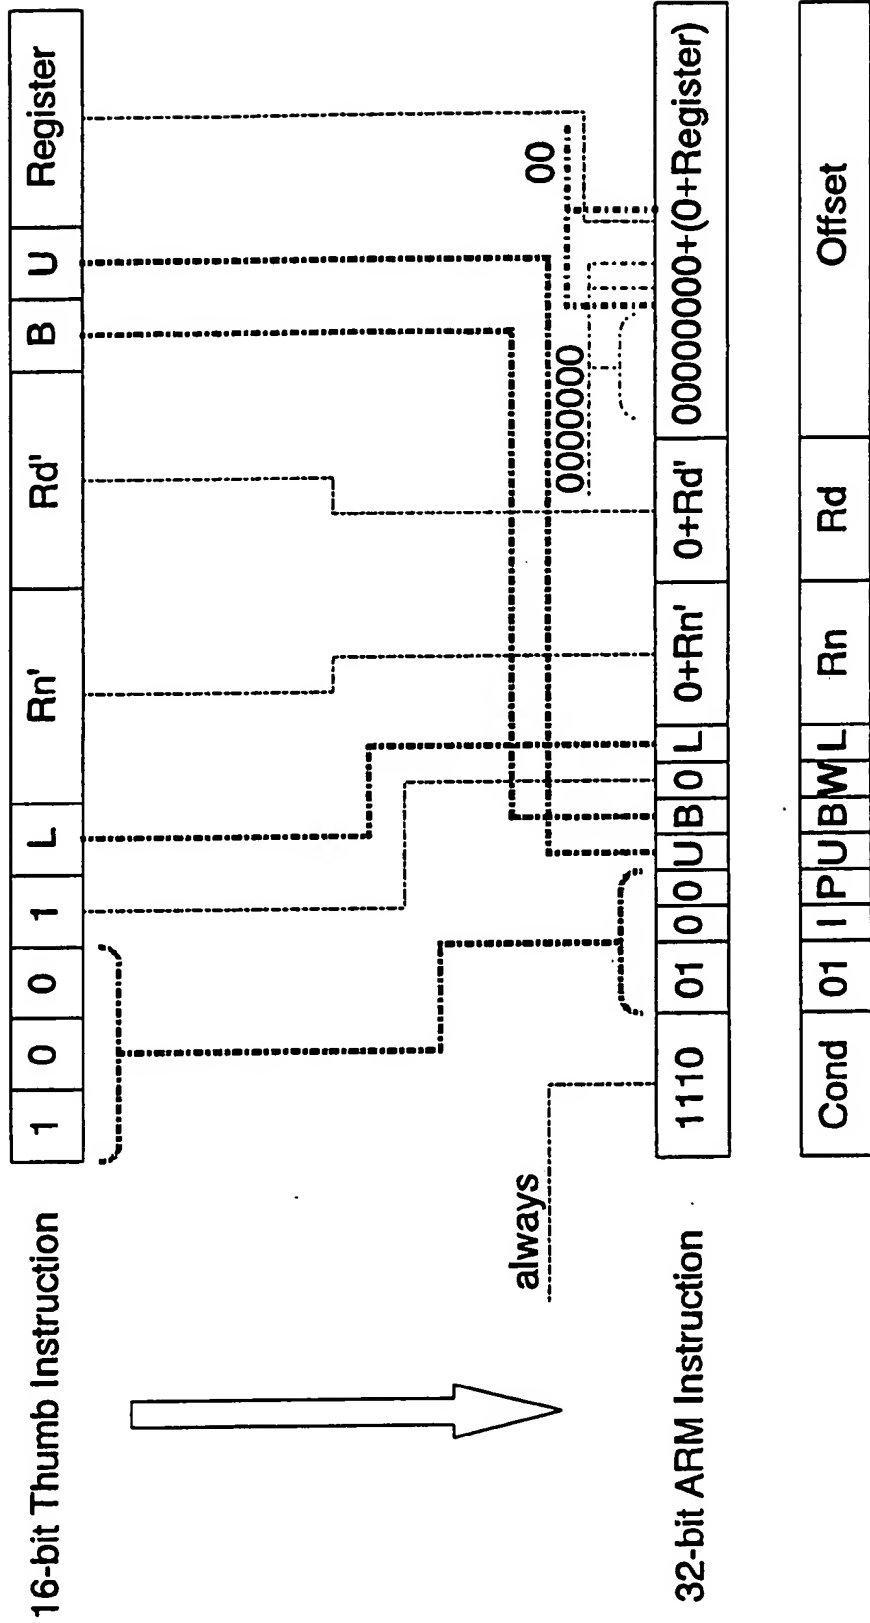 16-bit Thumb Instruction
1 0 0 1 L Rn' Rd' B U Register
always
0000000
00
32-bit ARM Instruction
1110 01 0 0 U B 0 L 0+Rn' 0+Rd' 00000000+(0+Register)
Cond 01 I P U B W L Rn Rd Offset